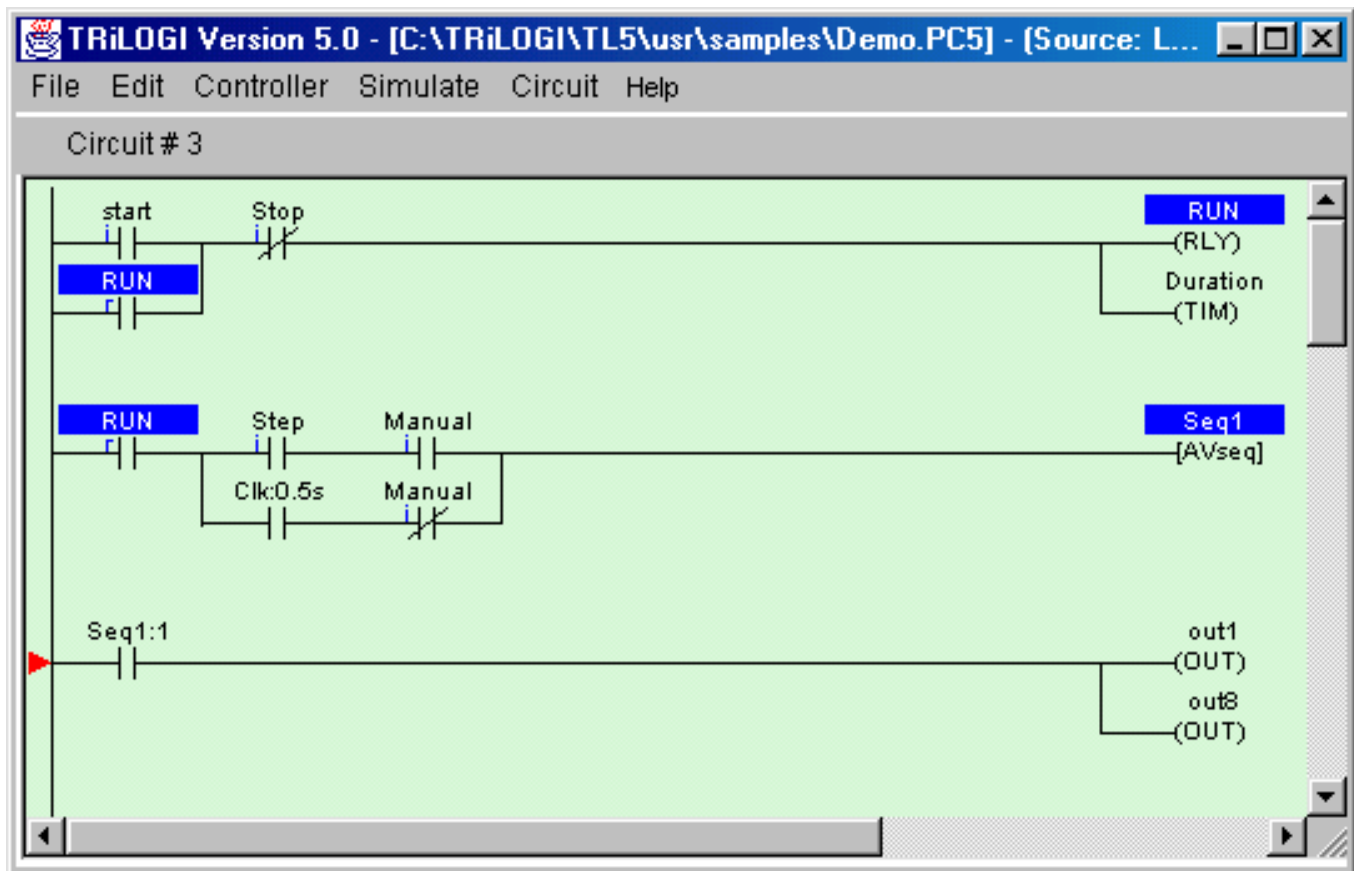 TRiLOGI Version 5.0 - [C:\TRiLOGI\TL5\usr\samples\Demo.PC5] - (Source: L...
File Edit Controller Simulate Circuit Help
Circuit # 3
start Stop RUN
i i (RLY)
RUN Duration
r (TIM)
RUN Step Manual Seq1
r i i [AVseq]
Clk:0.5s Manual
i
Seq1:1 out1
(OUT)
out8
(OUT)